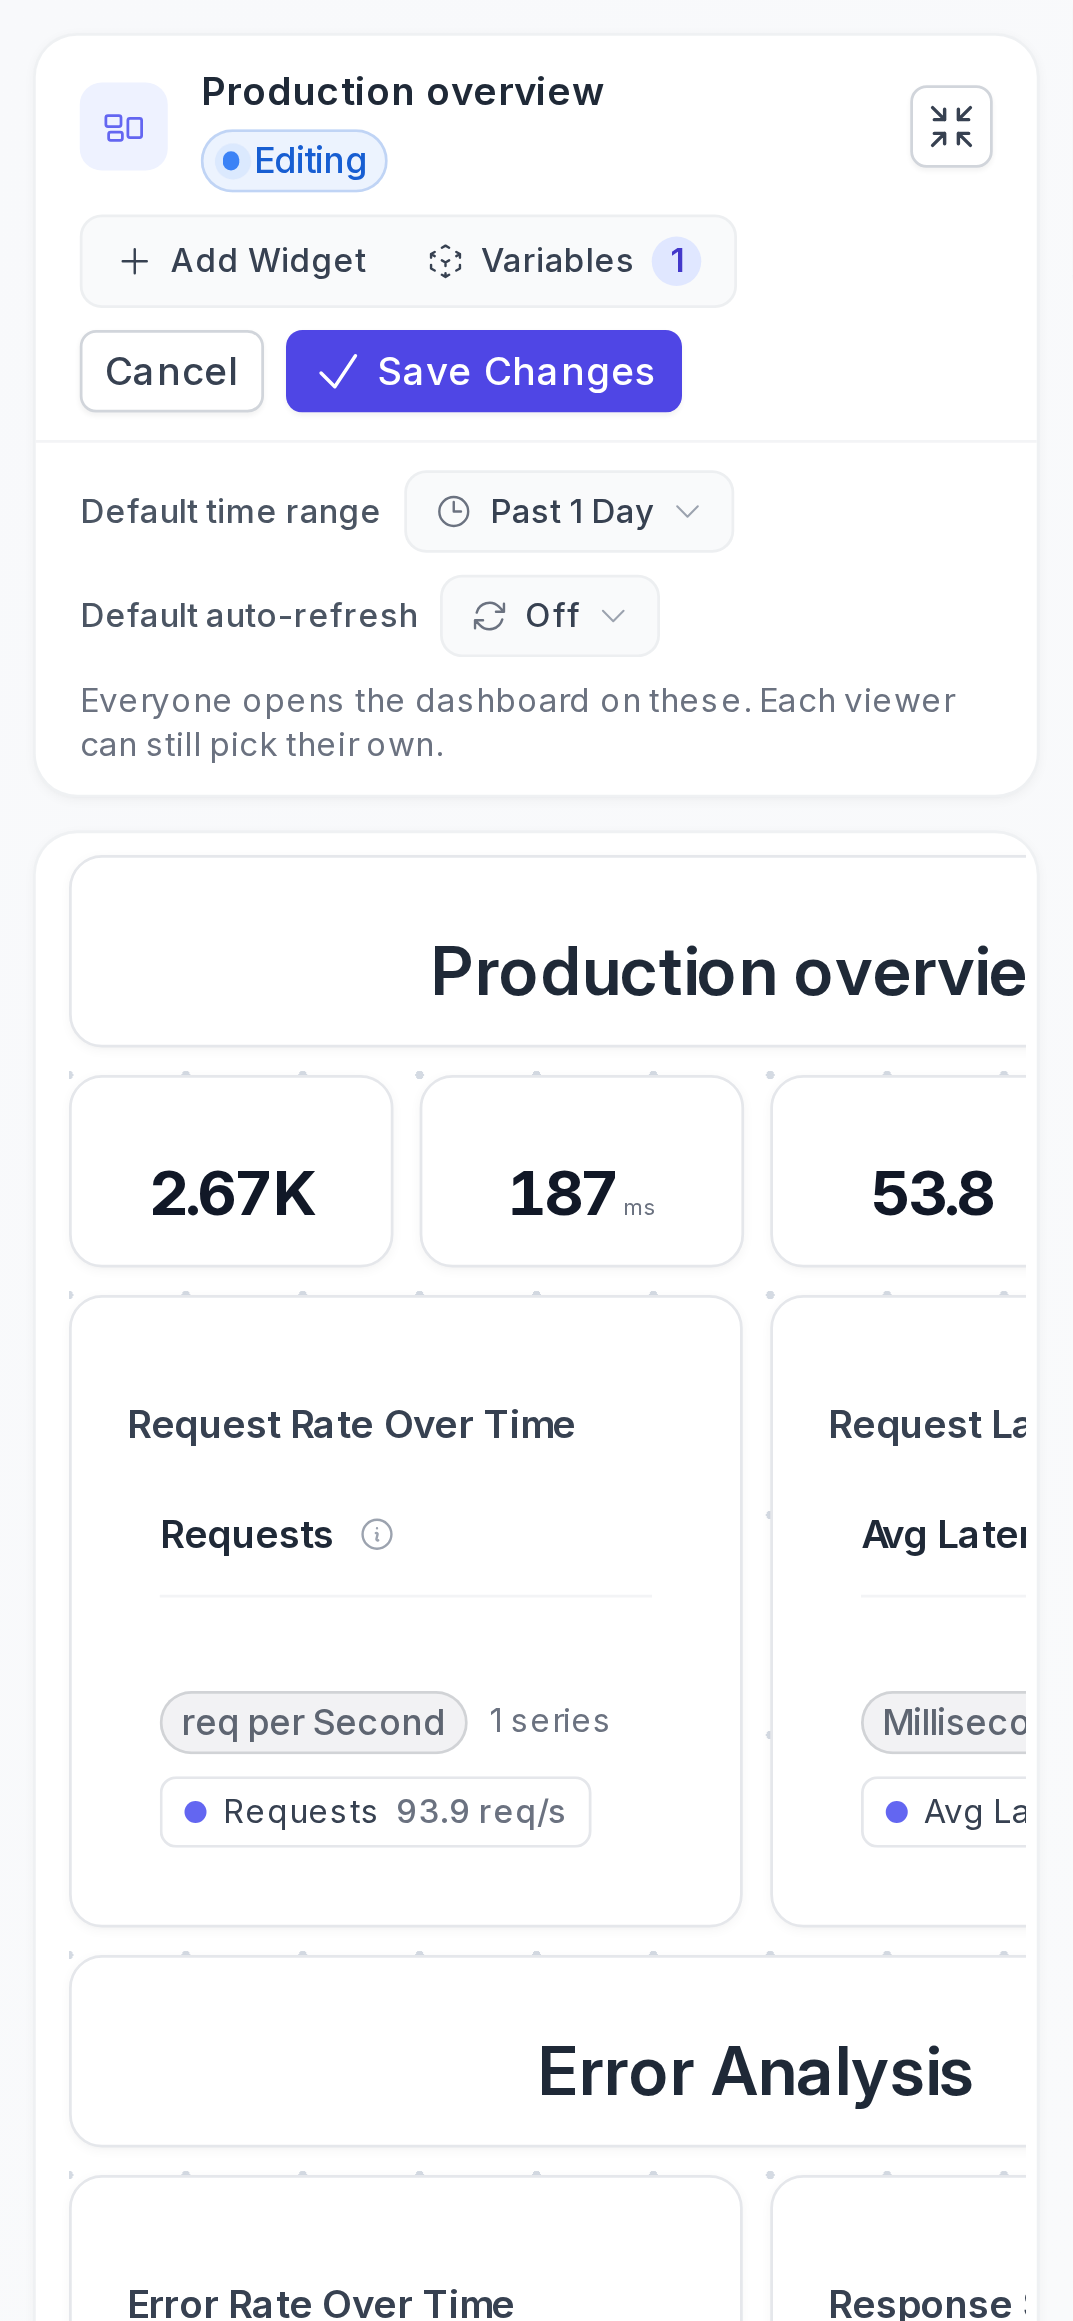 Production overview
Editing
Add Widget
Variables 1
Cancel
Save Changes
Default time range
Past 1 Day
Default auto-refresh
Off
Everyone opens the dashboard on these. Each viewer
can still pick their own.
Production overvie
2.67K
187 ms
53.8
Request Rate Over Time
Request La
Requests
Avg Later
req per Second
1 series
Milliseco
Requests 93.9 req/s
Avg La
Error Analysis
Error Rate Over Time
Response